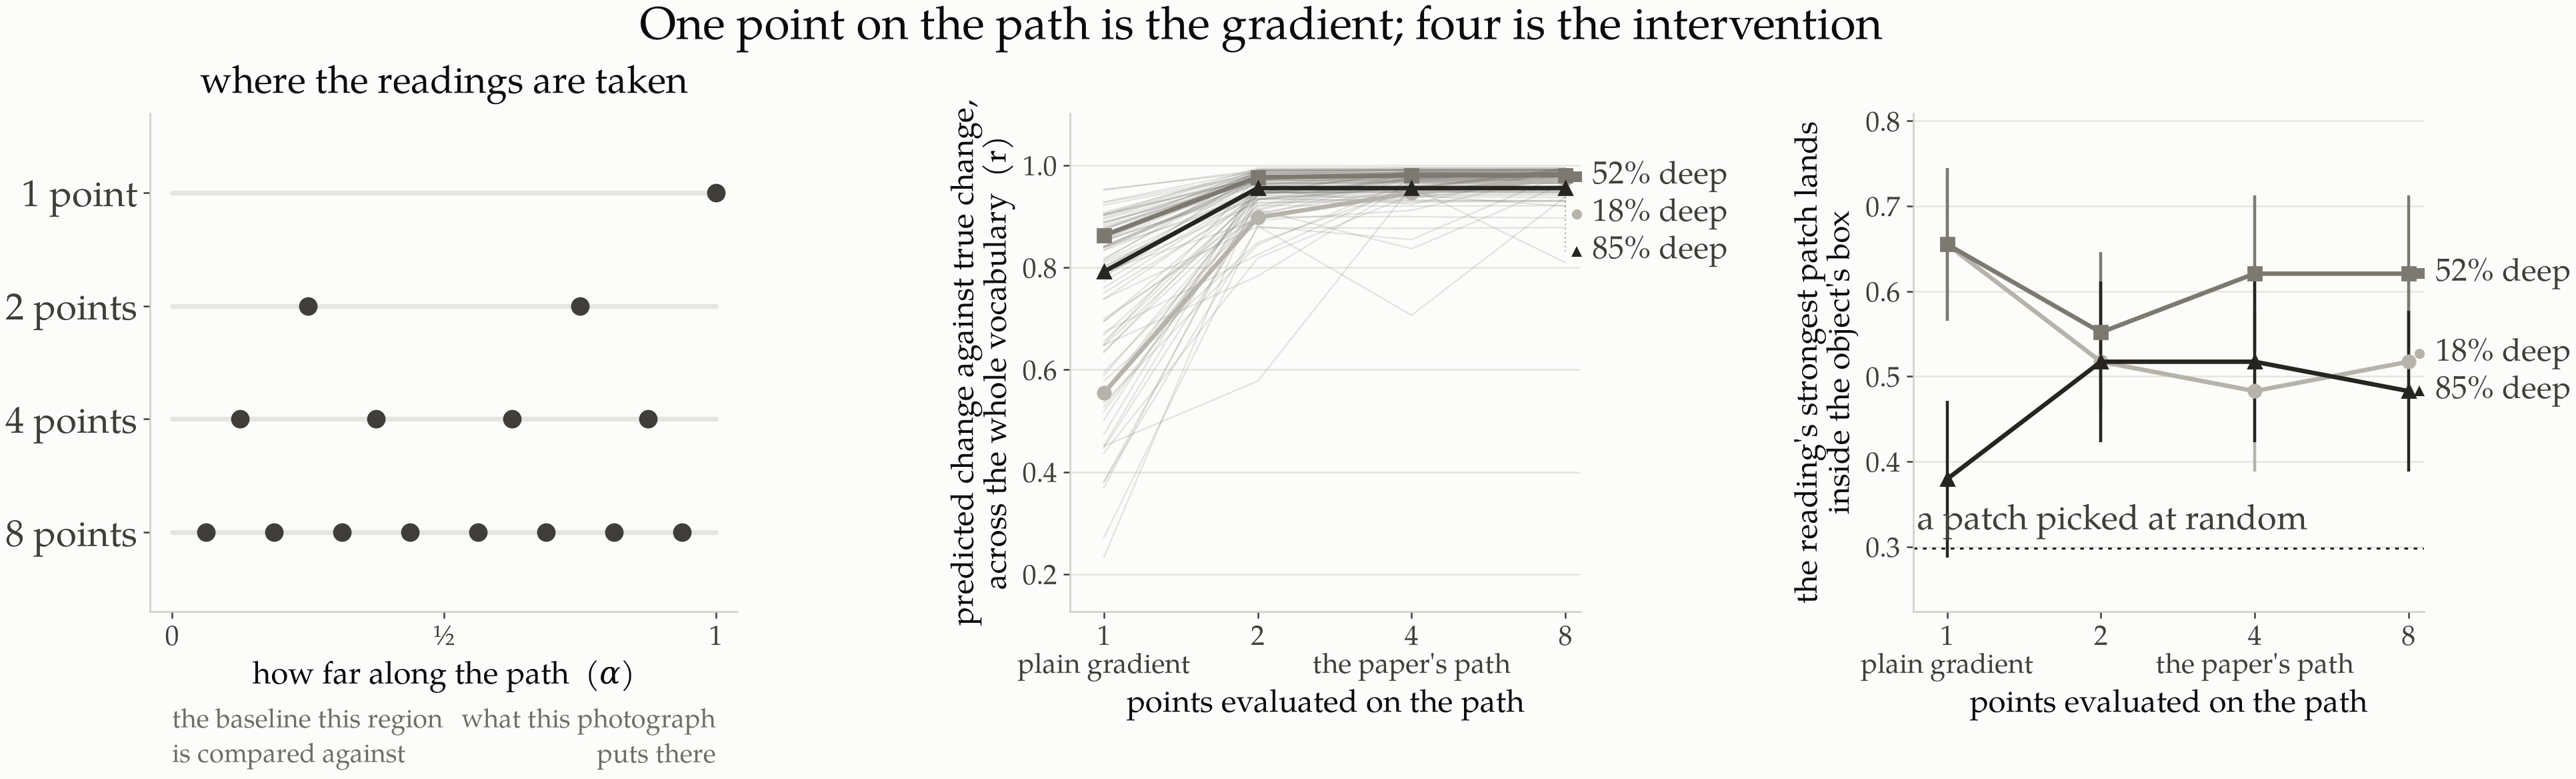 One point on the path is the gradient; four is the intervention
where the readings are taken
1 point
2 points
4 points
8 points
0
½
1
how far along the path (α)
the baseline this region
is compared against
what this photograph
puts there
predicted change against true change,
across the whole vocabulary (r)
1.0
0.8
0.6
0.4
0.2
52% deep
18% deep
85% deep
1
2
4
8
plain gradient
the paper's path
points evaluated on the path
the reading's strongest patch lands
inside the object's box
0.8
0.7
0.6
0.5
0.4
0.3
52% deep
18% deep
85% deep
a patch picked at random
1
2
4
8
plain gradient
the paper's path
points evaluated on the path